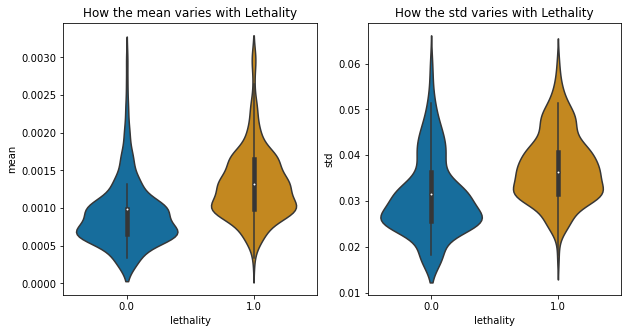 How the mean varies with Lethality
mean
0.0030
0.0025
0.0020
0.0015
0.0010
0.0005
0.0000
0.0
1.0
lethality
How the std varies with Lethality
std
0.06
0.05
0.04
0.03
0.02
0.01
0.0
1.0
lethality